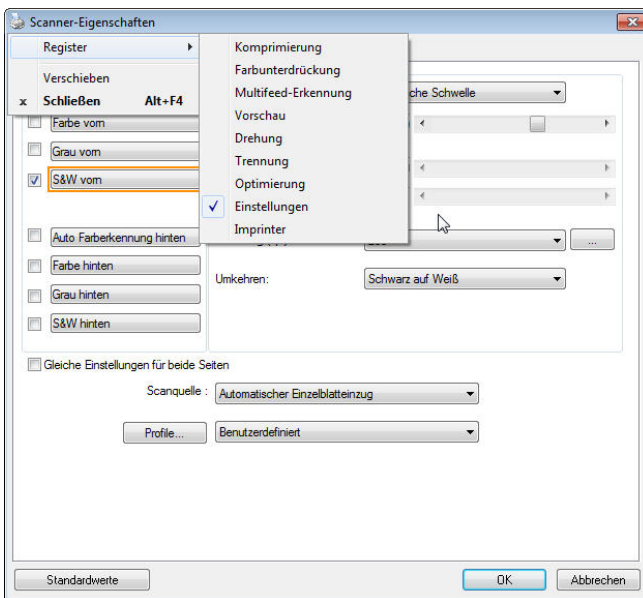 Scanner-Eigenschaften
Register
Verschieben
x Schließen Alt+F4
Komprimierung
Farbunterdrückung
Multifeed-Erkennung
Vorschau
Drehung
Trennung
Optimierung
Einstellungen
Imprinter
che Schwelle
Farbe vorn
Grau vorn
S&W vorn
Auto Farberkennung hinten
...
Farbe hinten
Umkehren: Schwarz auf Weiß
Grau hinten
S&W hinten
Gleiche Einstellungen für beide Seiten
Scanquelle : Automatischer Einzelblatteinzug
Profile... Benutzerdefiniert
Standardwerte OK Abbrechen